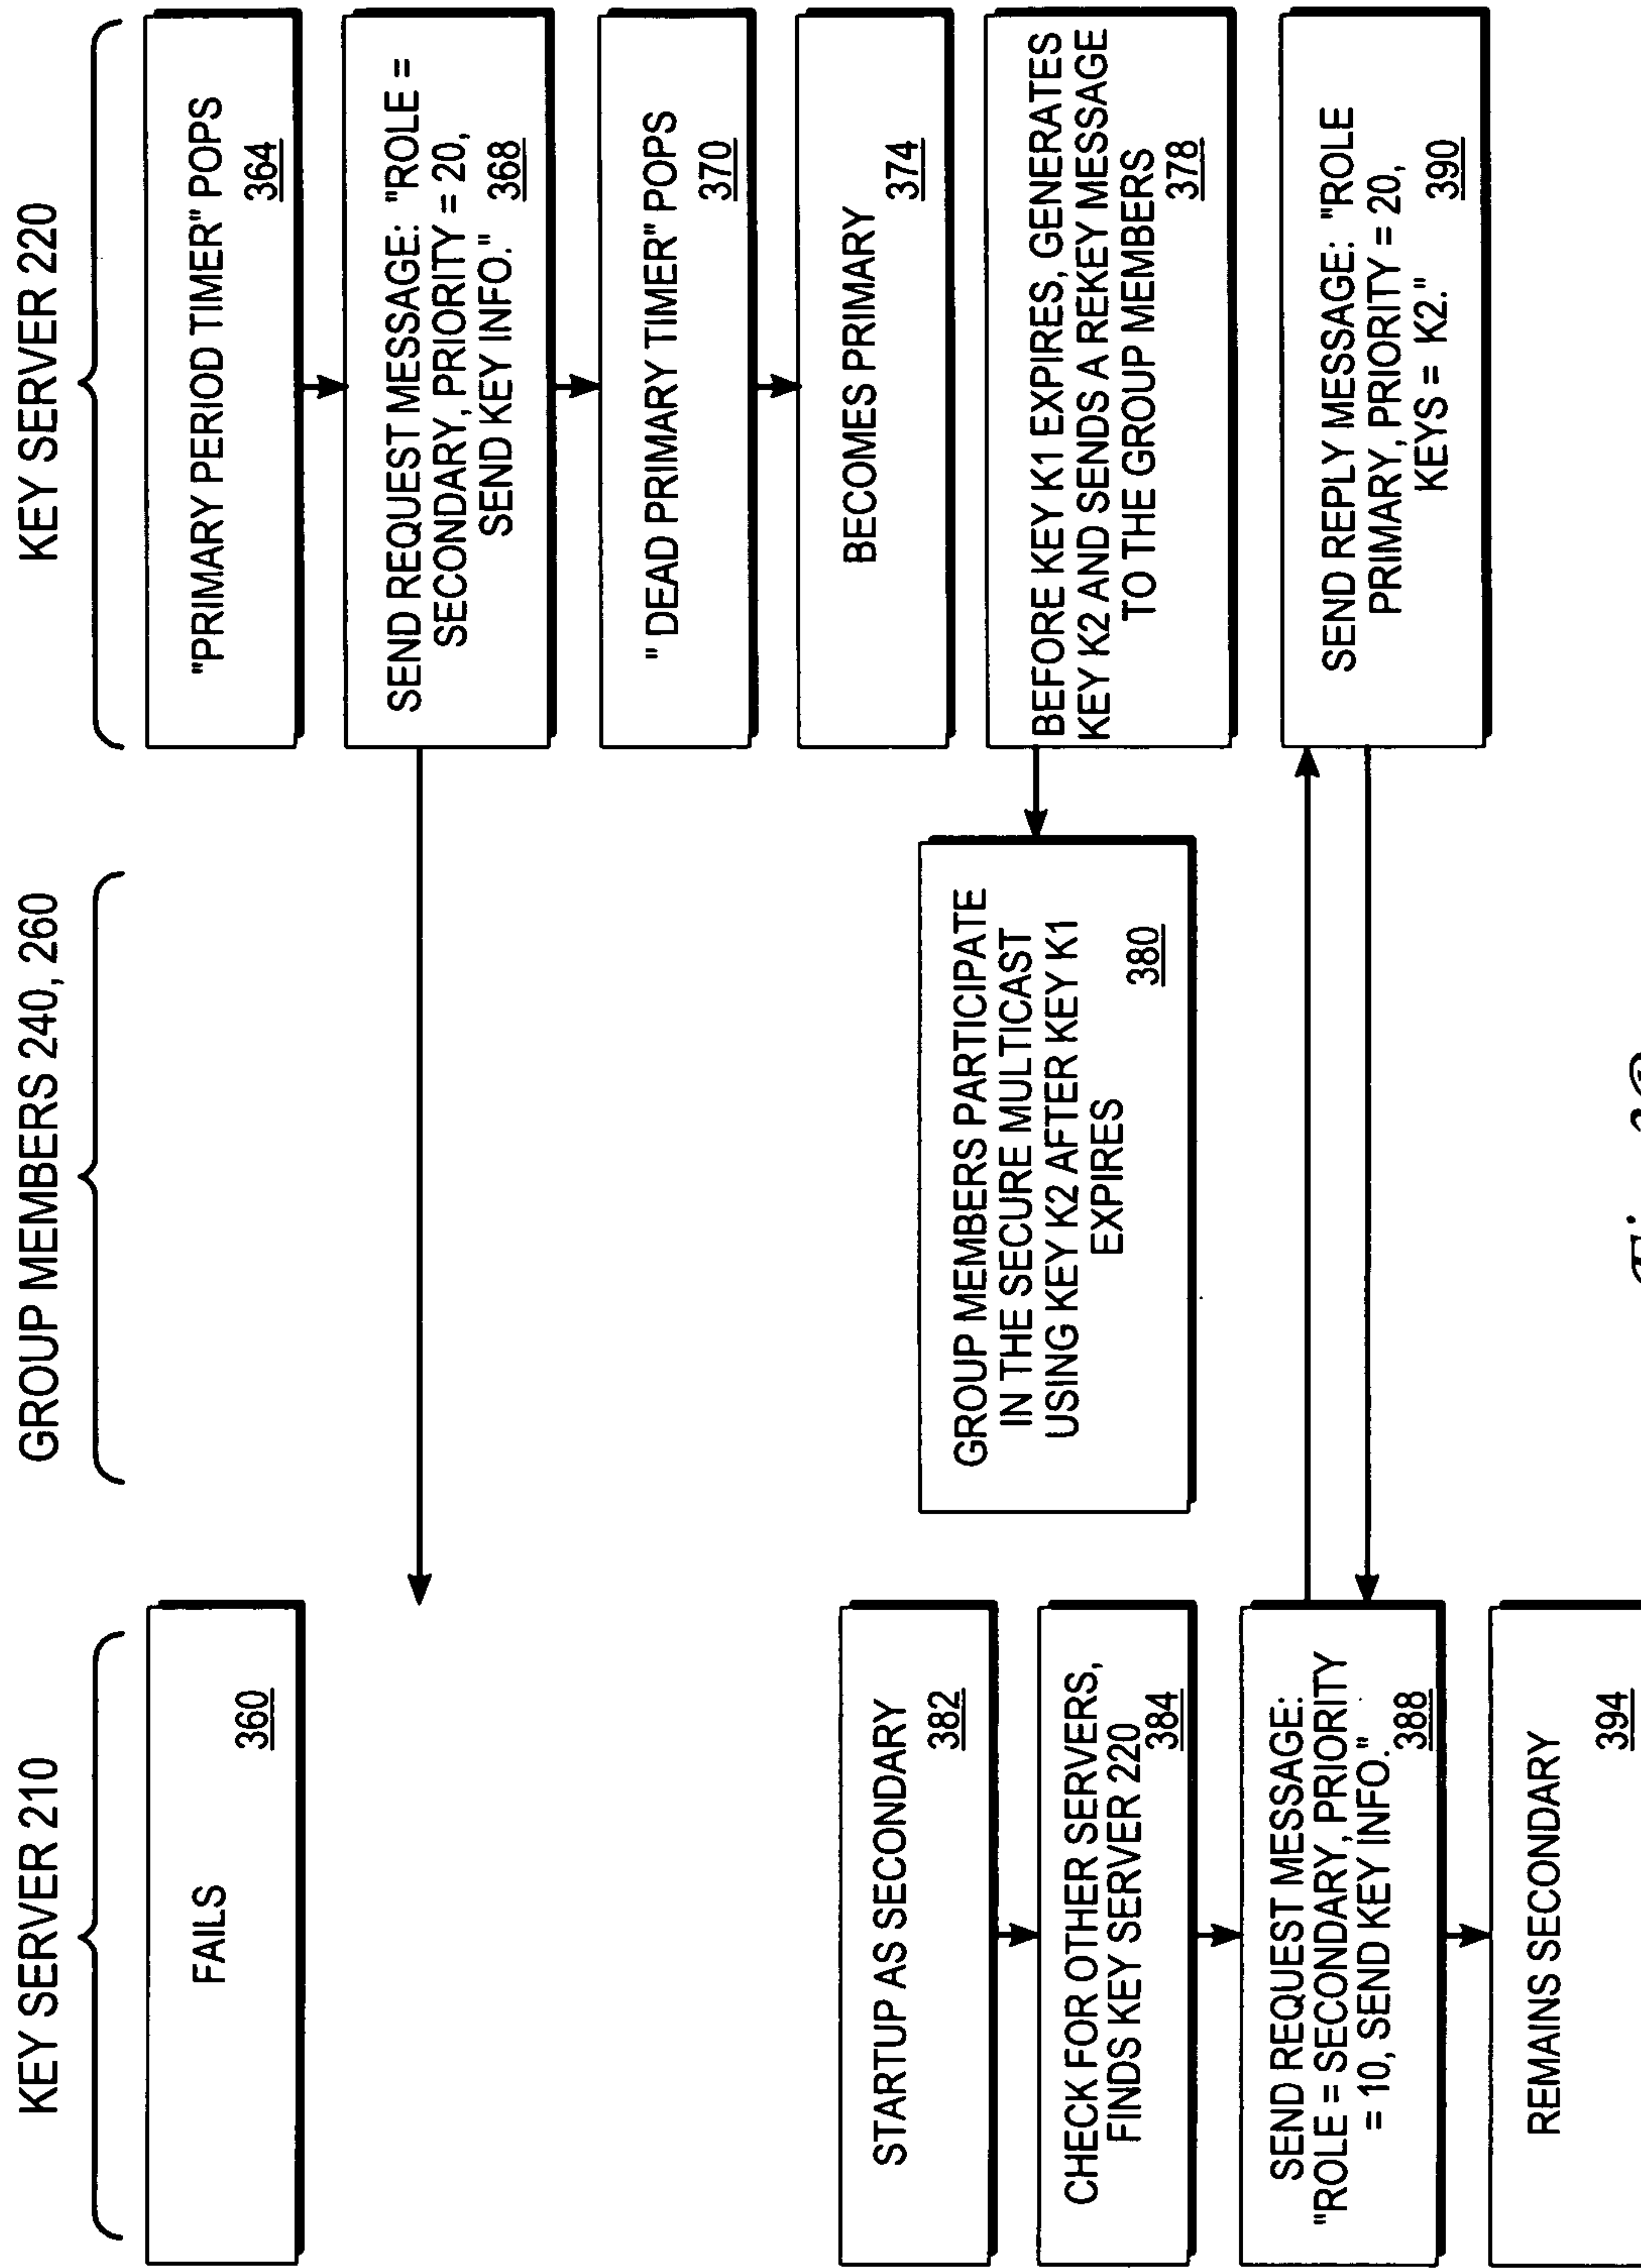 KEY SERVER 210
GROUP MEMBERS 240, 260
KEY SERVER 220
FAILS
360
"PRIMARY PERIOD TIMER" POPS
364
SEND REQUEST MESSAGE: "ROLE =
SECONDARY, PRIORITY = 20,
SEND KEY INFO."
368
"DEAD PRIMARY TIMER" POPS
370
BECOMES PRIMARY
374
BEFORE KEY K1 EXPIRES, GENERATES
KEY K2 AND SENDS A REKEY MESSAGE
TO THE GROUP MEMBERS
378
GROUP MEMBERS PARTICIPATE
IN THE SECURE MULTICAST
USING KEY K2 AFTER KEY K1
EXPIRES
380
STARTUP AS SECONDARY
382
CHECK FOR OTHER SERVERS,
FINDS KEY SERVER 220
384
SEND REQUEST MESSAGE:
"ROLE = SECONDARY, PRIORITY
= 10, SEND KEY INFO."
388
SEND REPLY MESSAGE: "ROLE
PRIMARY, PRIORITY = 20,
KEYS = K2."
390
REMAINS SECONDARY
394